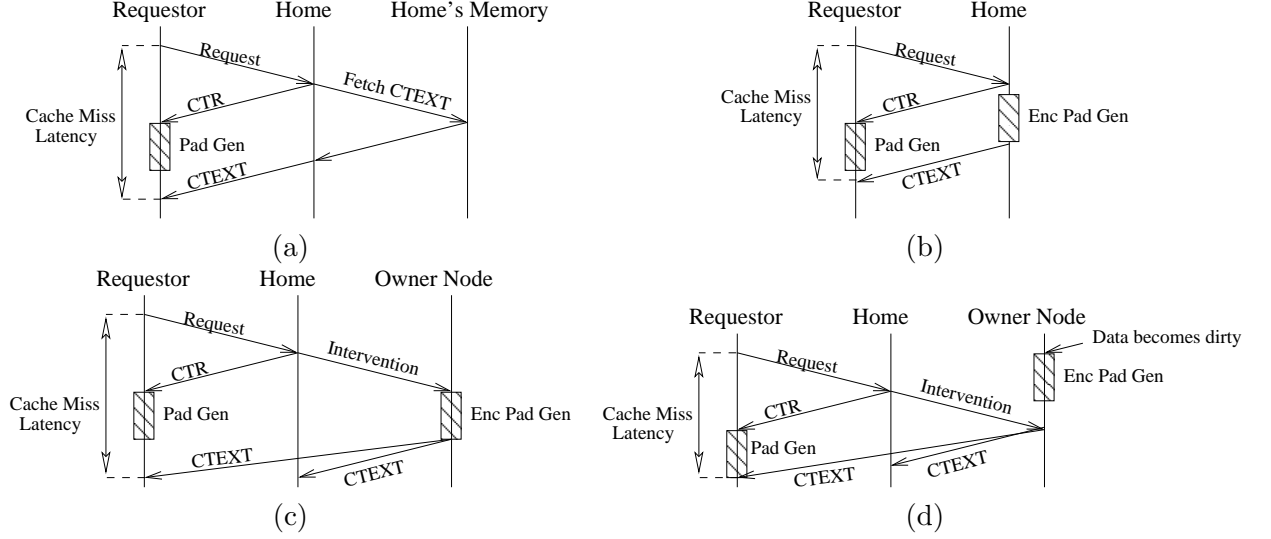 Requestor Home Home's Memory
Request
Fetch CTEXT
CTR
Cache Miss
Latency
Pad Gen
CTEXT
(a)
Requestor Home
Request
CTR
Cache Miss
Latency
Enc Pad Gen
Pad Gen
CTEXT
(b)
Requestor Home Owner Node
Request
Intervention
CTR
Cache Miss
Latency
Pad Gen
Enc Pad Gen
CTEXT
CTEXT
(c)
Requestor Home Owner Node
Data becomes dirty
Request
Enc Pad Gen
Intervention
CTR
Cache Miss
Latency
Pad Gen
CTEXT
CTEXT
(d)